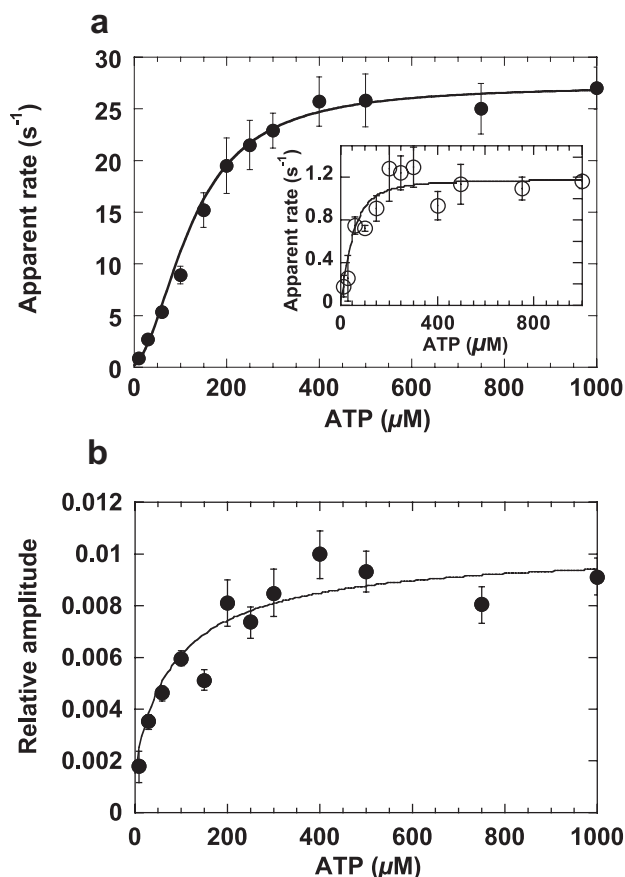 a
Apparent rate (s-1)
30
25
20
15
10
5
0
0 200 400 600 800 1000
ATP (μM)
Apparent rate (s-1)
1.2
0.8
0.4
0
0 400 800
ATP (μM)
b
Relative amplitude
0.012
0.01
0.008
0.006
0.004
0.002
0
0 200 400 600 800 1000
ATP (μM)